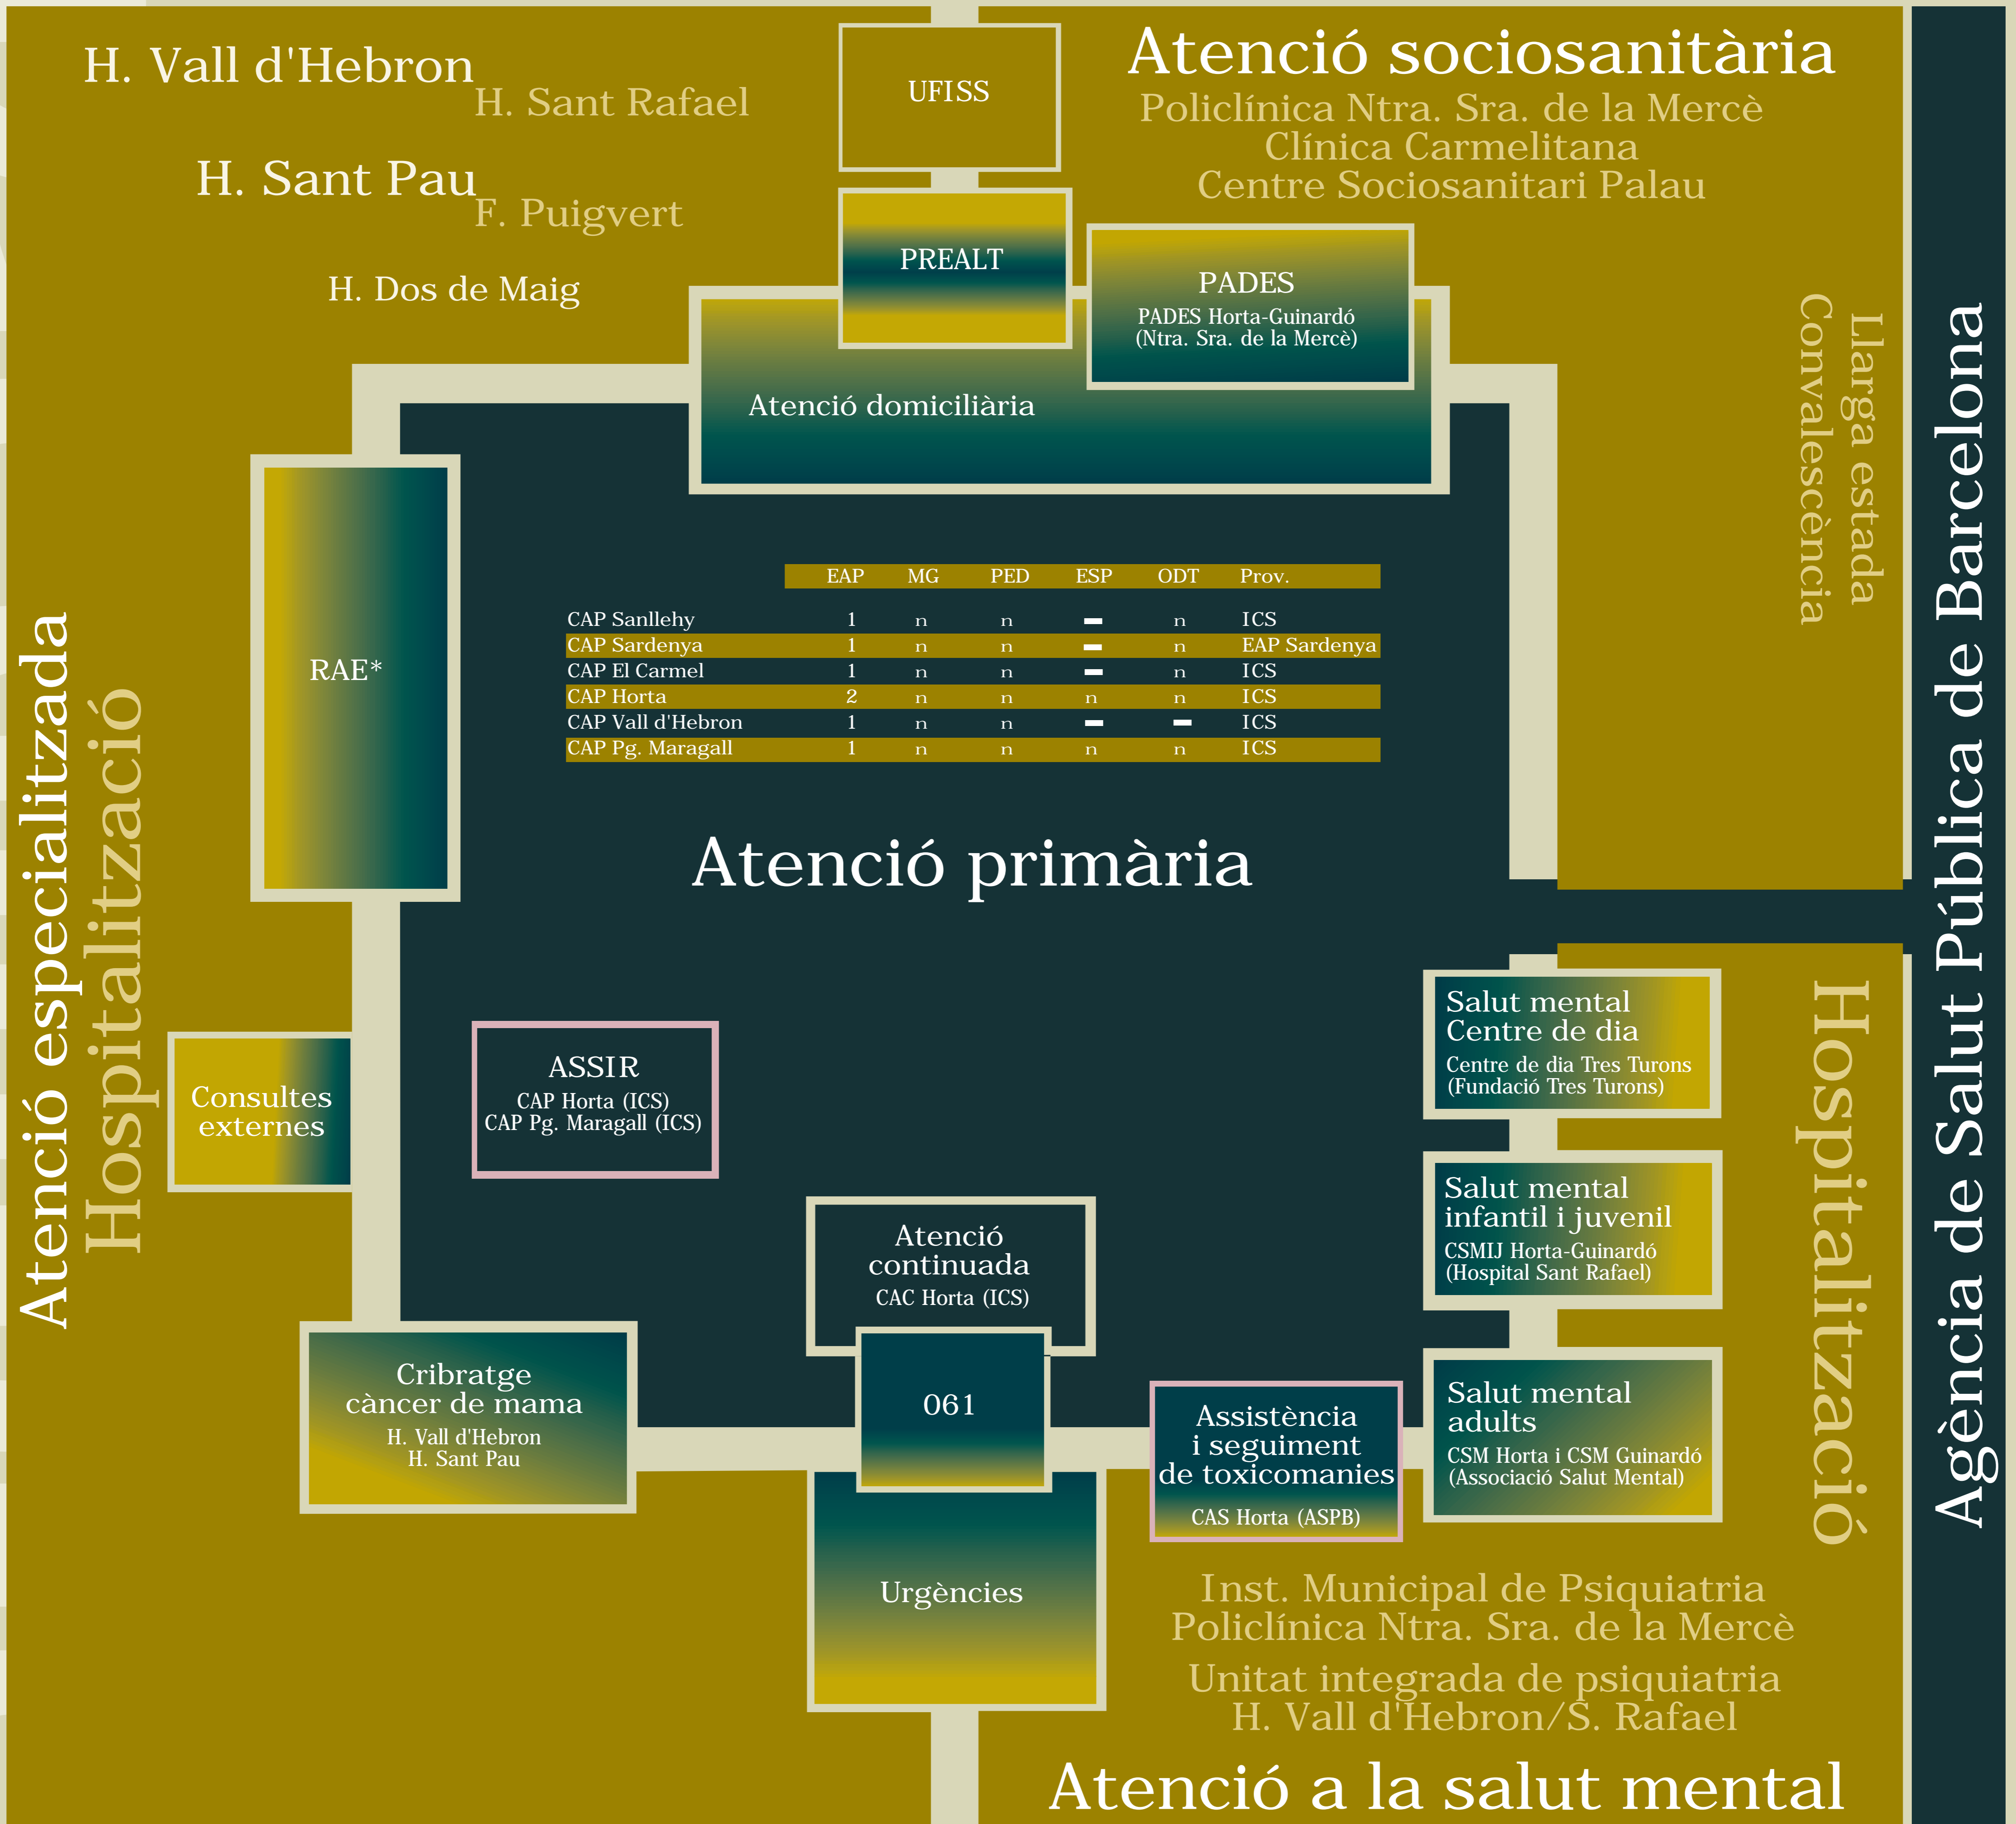 H. Vall d'Hebron
H. Sant Rafael
H. Sant Pau
F. Puigvert
H. Dos de Maig
UFISS
PREALT
Atenció sociosanitària
Policlínica Ntra. Sra. de la Mercè
Clínica Carmelitana
Centre Sociosanitari Palau
PADES
PADES Horta-Guinardó
(Ntra. Sra. de la Mercè)
Atenció domiciliària
Llarga estada
Convalescència
Agència de Salut Pública de Barcelona
Atenció especialitzada
Hospitalització
RAE*
EAP MG PED ESP ODT Prov.
CAP Sanllehy 1 n n – n ICS
CAP Sardenya 1 n n – n EAP Sardenya
CAP El Carmel 1 n n – n ICS
CAP Horta 2 n n n n ICS
CAP Vall d'Hebron 1 n n – – ICS
CAP Pg. Maragall 1 n n n n ICS
Atenció primària
Consultes
externes
ASSIR
CAP Horta (ICS)
CAP Pg. Maragall (ICS)
Atenció
continuada
CAC Horta (ICS)
061
Urgències
Cribratge
càncer de mama
H. Vall d'Hebron
H. Sant Pau
Assistència
i seguiment
de toxicomanies
CAS Horta (ASPB)
Salut mental
Centre de dia
Centre de dia Tres Turons
(Fundació Tres Turons)
Salut mental
infantil i juvenil
CSMIJ Horta-Guinardó
(Hospital Sant Rafael)
Salut mental
adults
CSM Horta i CSM Guinardó
(Associació Salut Mental)
Hospitalització
Inst. Municipal de Psiquiatria
Policlínica Ntra. Sra. de la Mercè
Unitat integrada de psiquiatria
H. Vall d'Hebron/S. Rafael
Atenció a la salut mental